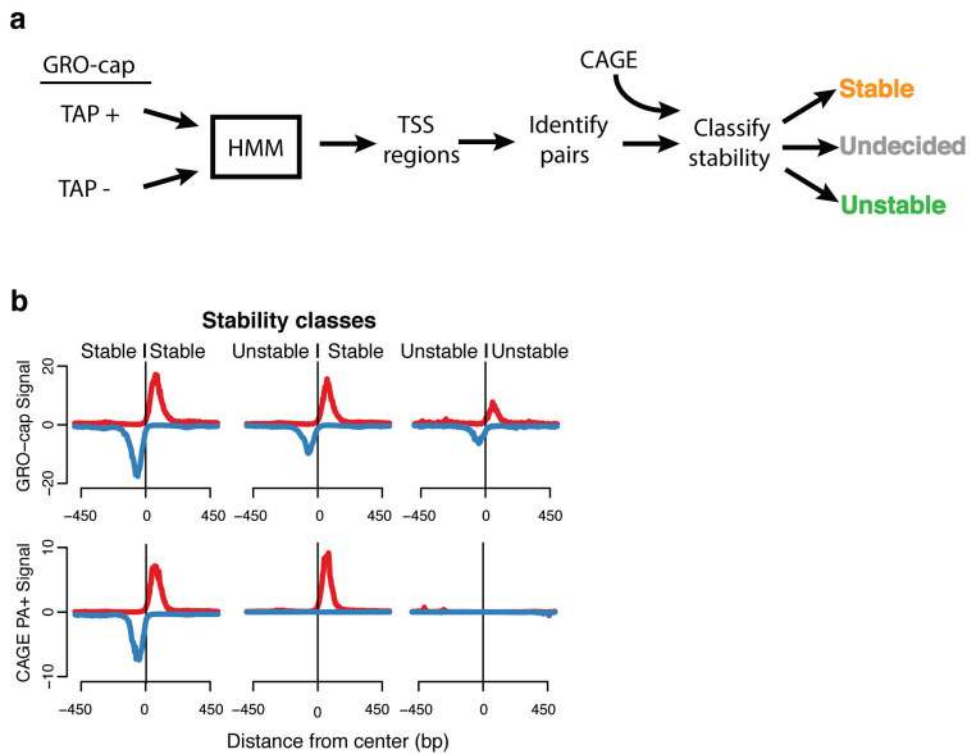 a
GRO-cap
TAP +
TAP -
HMM
TSS
regions
Identify
pairs
CAGE
Classify
stability
Stable
Undecided
Unstable
b
Stability classes
Stable | Stable
Unstable | Stable
Unstable | Unstable
GRO-cap Signal
20
0
-20
-450 0 450
-450 0 450
-450 0 450
CAGE PA+ Signal
10
0
-10
-450 0 450
-450 0 450
-450 0 450
Distance from center (bp)